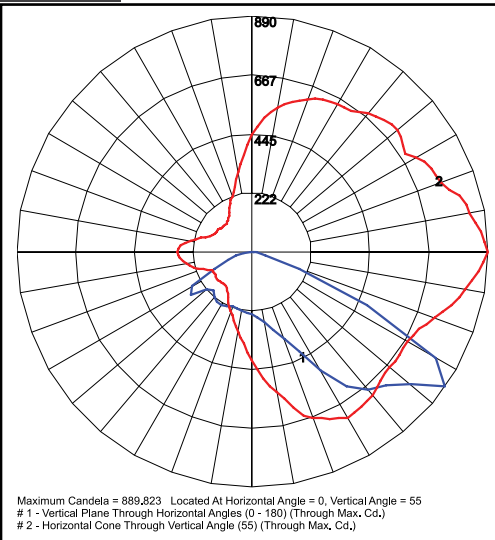 890
667
445
222
2
1
Maximum Candela = 889.823 Located At Horizontal Angle = 0, Vertical Angle = 55
# 1 - Vertical Plane Through Horizontal Angles (0 - 180) (Through Max. Cd.)
# 2 - Horizontal Cone Through Vertical Angle (55) (Through Max. Cd.)